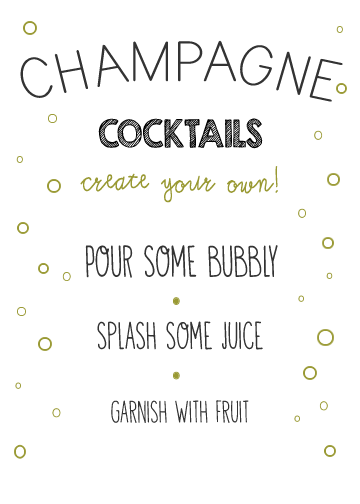 CHAMPAGNE
COCKTAILS
create your own!
POUR SOME BUBBLY
SPLASH SOME JUICE
GARNISH WITH FRUIT